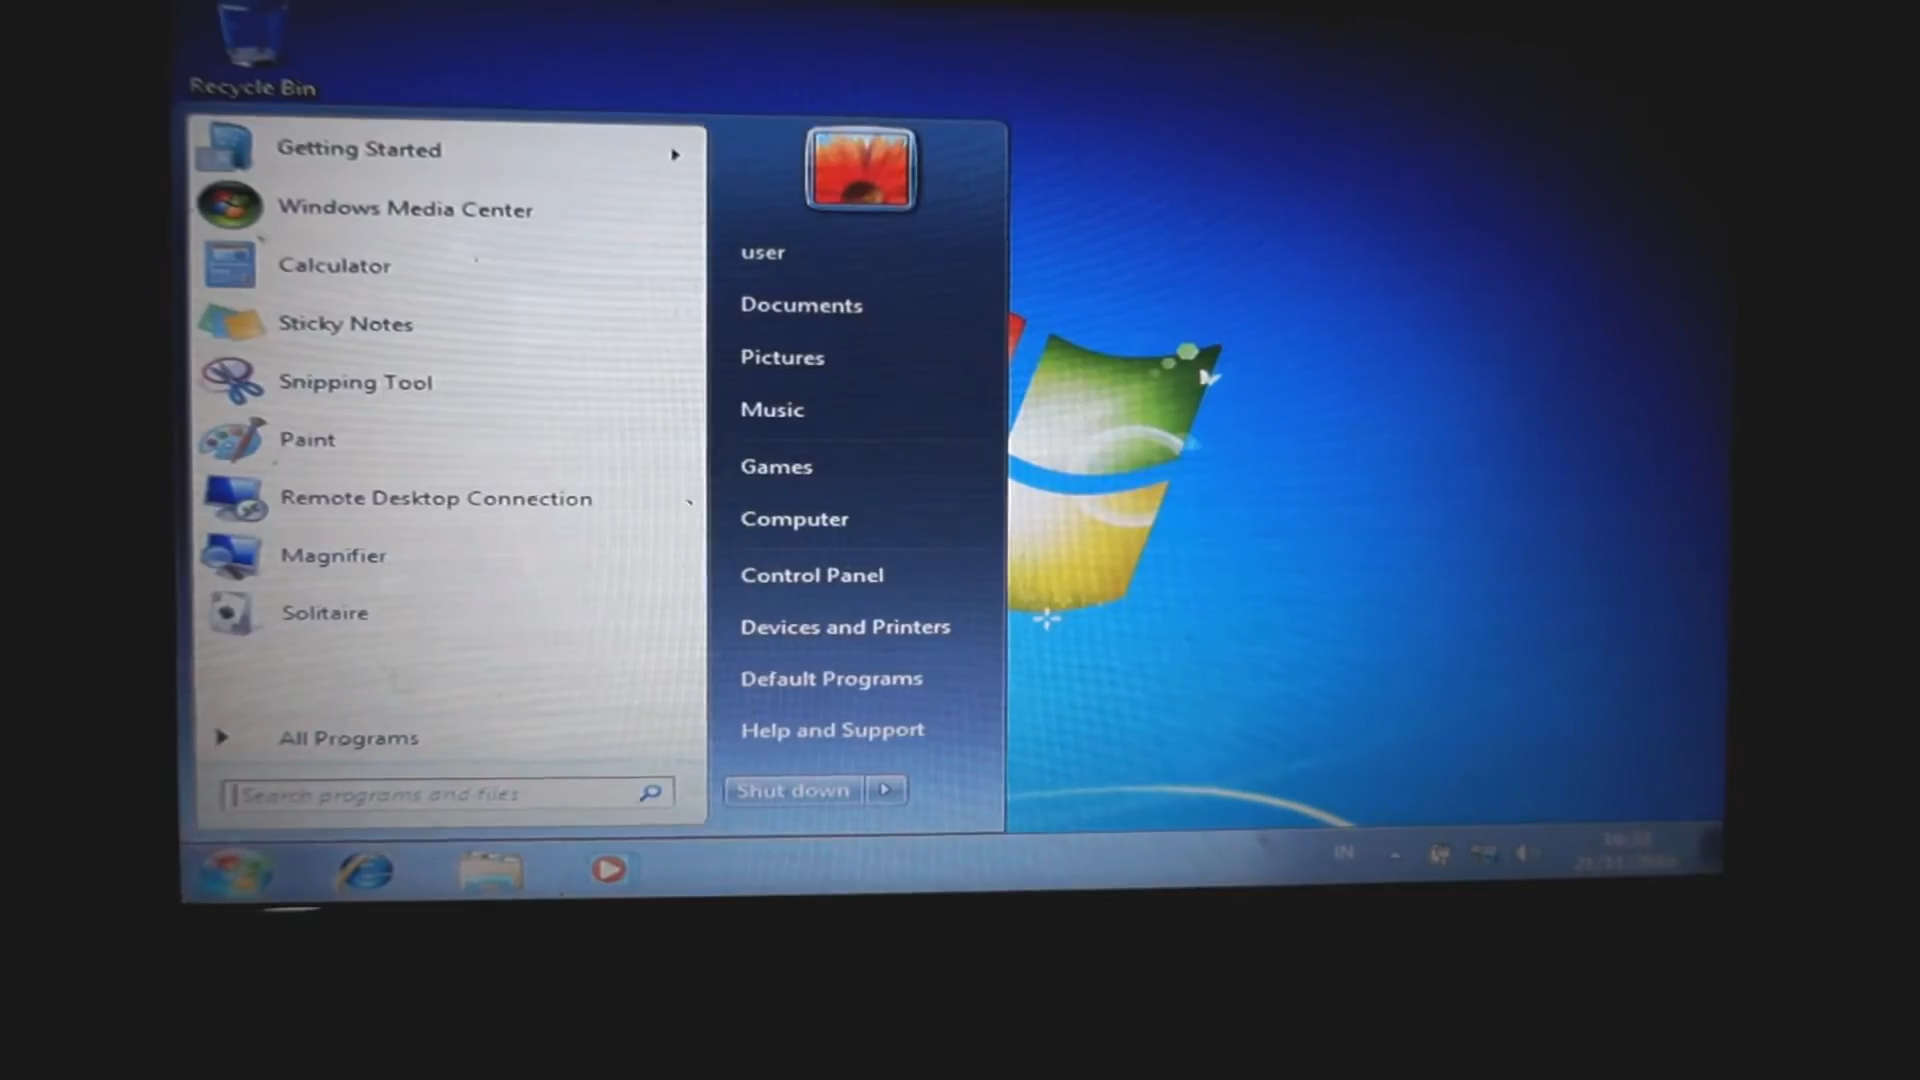 Recycle Bin
Getting Started
Windows Media Center
Calculator
Sticky Notes
Snipping Tool
Paint
Remote Desktop Connection
Magnifier
Solitaire
All Programs
Search programs and files
user
Documents
Pictures
Music
Games
Computer
Control Panel
Devices and Printers
Default Programs
Help and Support
Shut down
IN